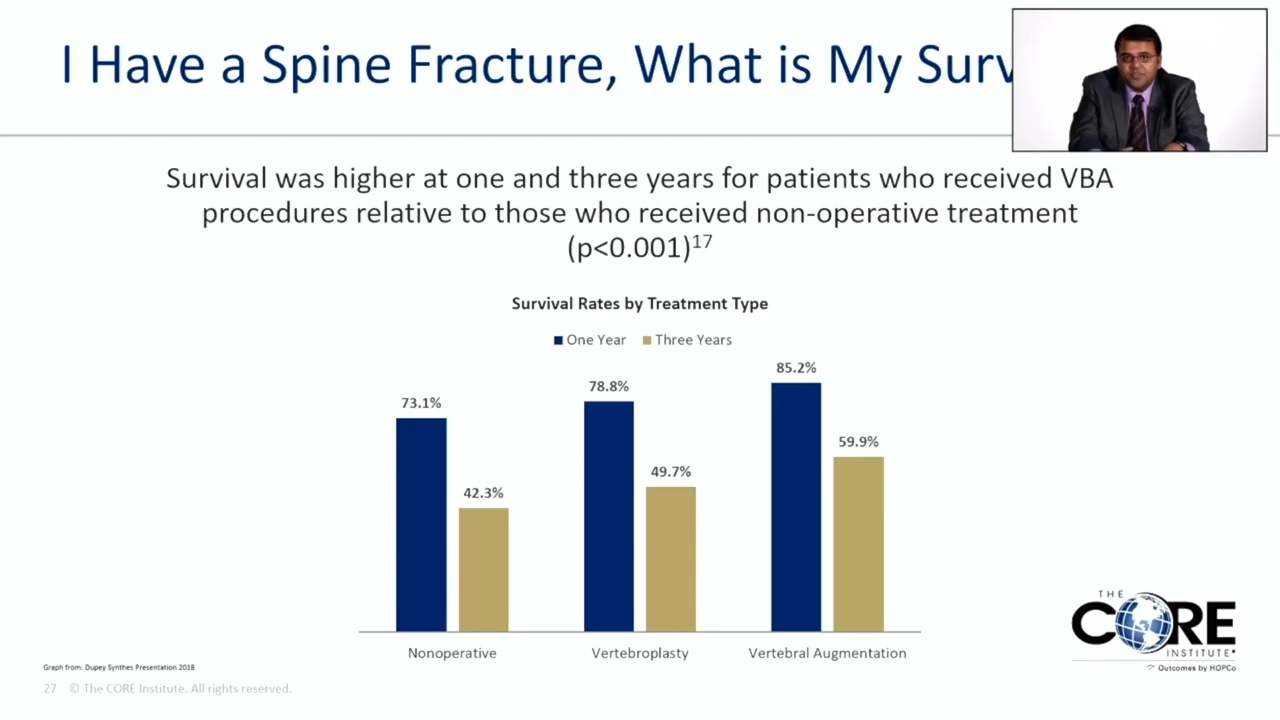 I Have a Spine Fracture, What is My Surv
Survival was higher at one and three years for patients who received VBA
procedures relative to those who received non-operative treatment
(p<0.001)17
Survival Rates by Treatment Type
One Year Three Years
85.2%
78.8%
73.1%
59.9%
49.7%
42.3%
Nonoperative Vertebroplasty Vertebral Augmentation
THE
CORE
INSTITUTE
Outcomes by HOPCo
Graph from: Dupey Synthes Presentation 2018
27 © The CORE Institute. All rights reserved.